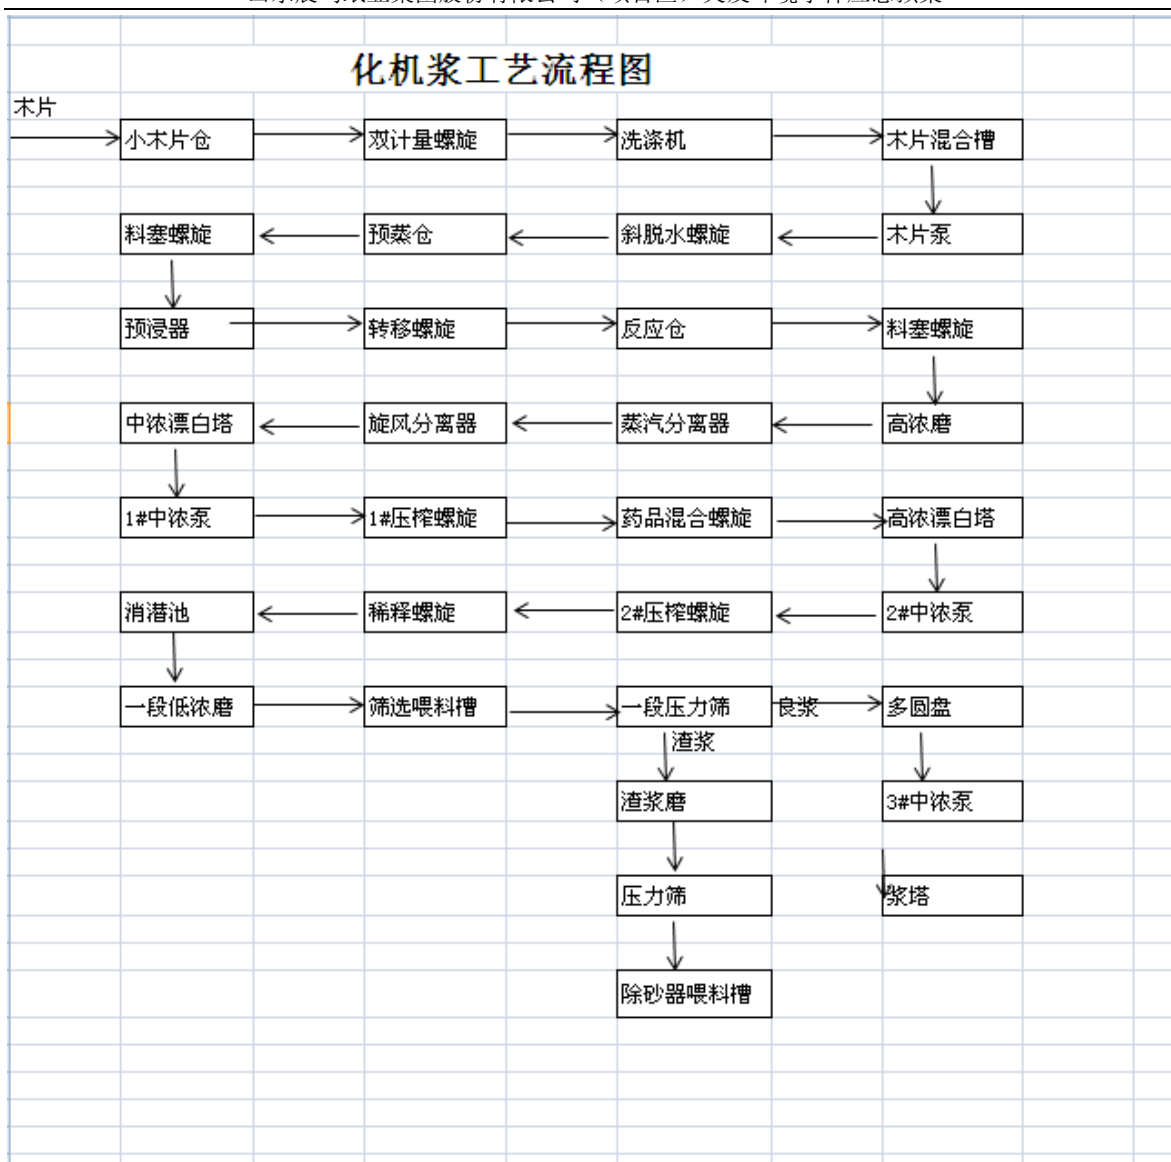 化机浆工艺流程图
木片
小木片仓 双计量螺旋 洗涤机 木片混合槽
料塞螺旋 预蒸仓 斜脱水螺旋 木片泵
预浸器 转移螺旋 反应仓 料塞螺旋
中浓漂白塔 旋风分离器 蒸汽分离器 高浓磨
1#中浓泵 1#压榨螺旋 药品混合螺旋 高浓漂白塔
消潜池 稀释螺旋 2#压榨螺旋 2#中浓泵
一段低浓磨 筛选喂料槽 一段压力筛 良浆 多圆盘
渣浆
渣浆磨 3#中浓泵
压力筛 浆塔
除砂器喂料槽